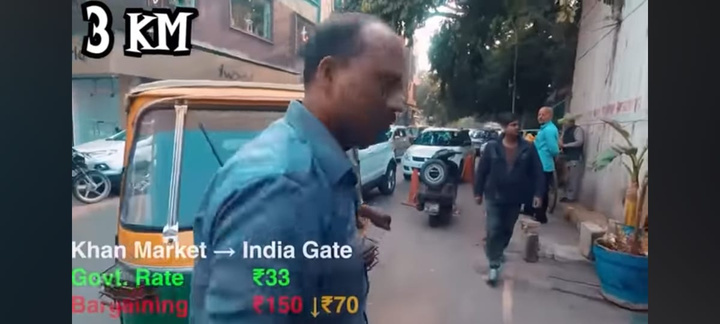 3 KM
Khan Market → India Gate
Govt. Rate ₹33
Bargaining ₹150 ↓₹70